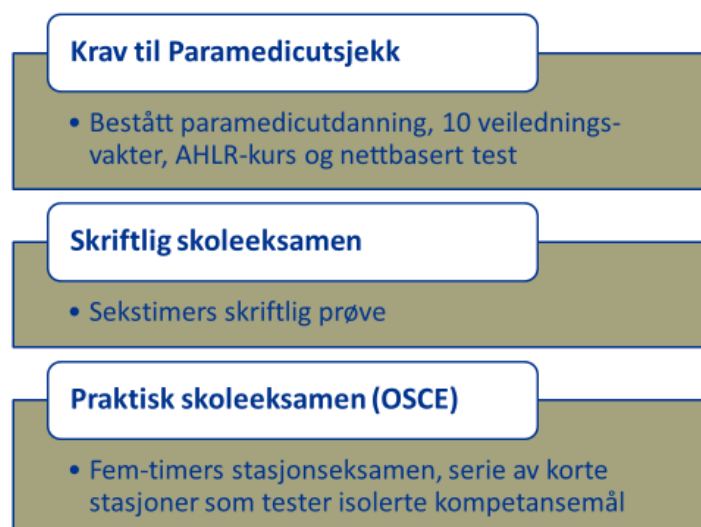 Krav til Paramedicutsjekk
• Bestått paramedicutdanning, 10 veilednings-
vakter, AHLR-kurs og nettbasert test
Skriftlig skoleeksamen
• Sekstimers skriftlig prøve
Praktisk skoleeksamen (OSCE)
• Fem-timers stasjonseksamen, serie av korte
stasjoner som tester isolerte kompetansemål